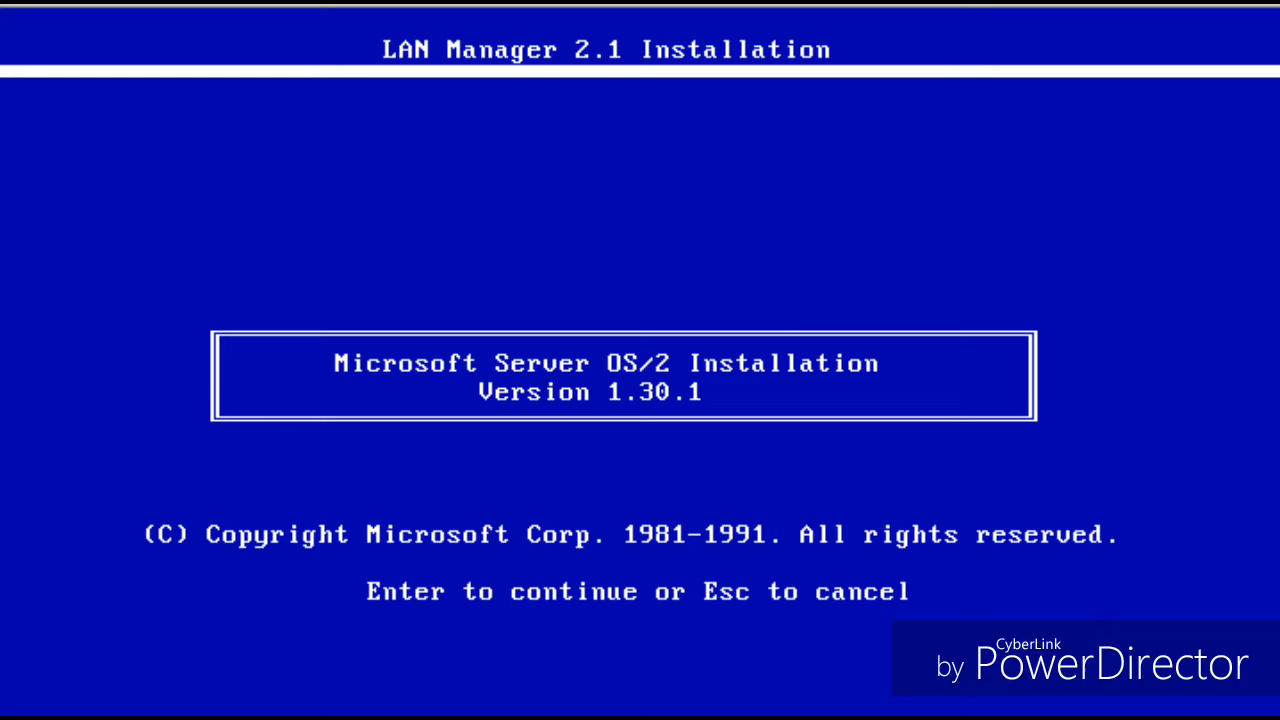 LAN Manager 2.1 Installation
Microsoft Server OS/2 Installation
Version 1.30.1
(C) Copyright Microsoft Corp. 1981-1991. All rights reserved.
Enter to continue or Esc to cancel
CyberLink
by PowerDirector